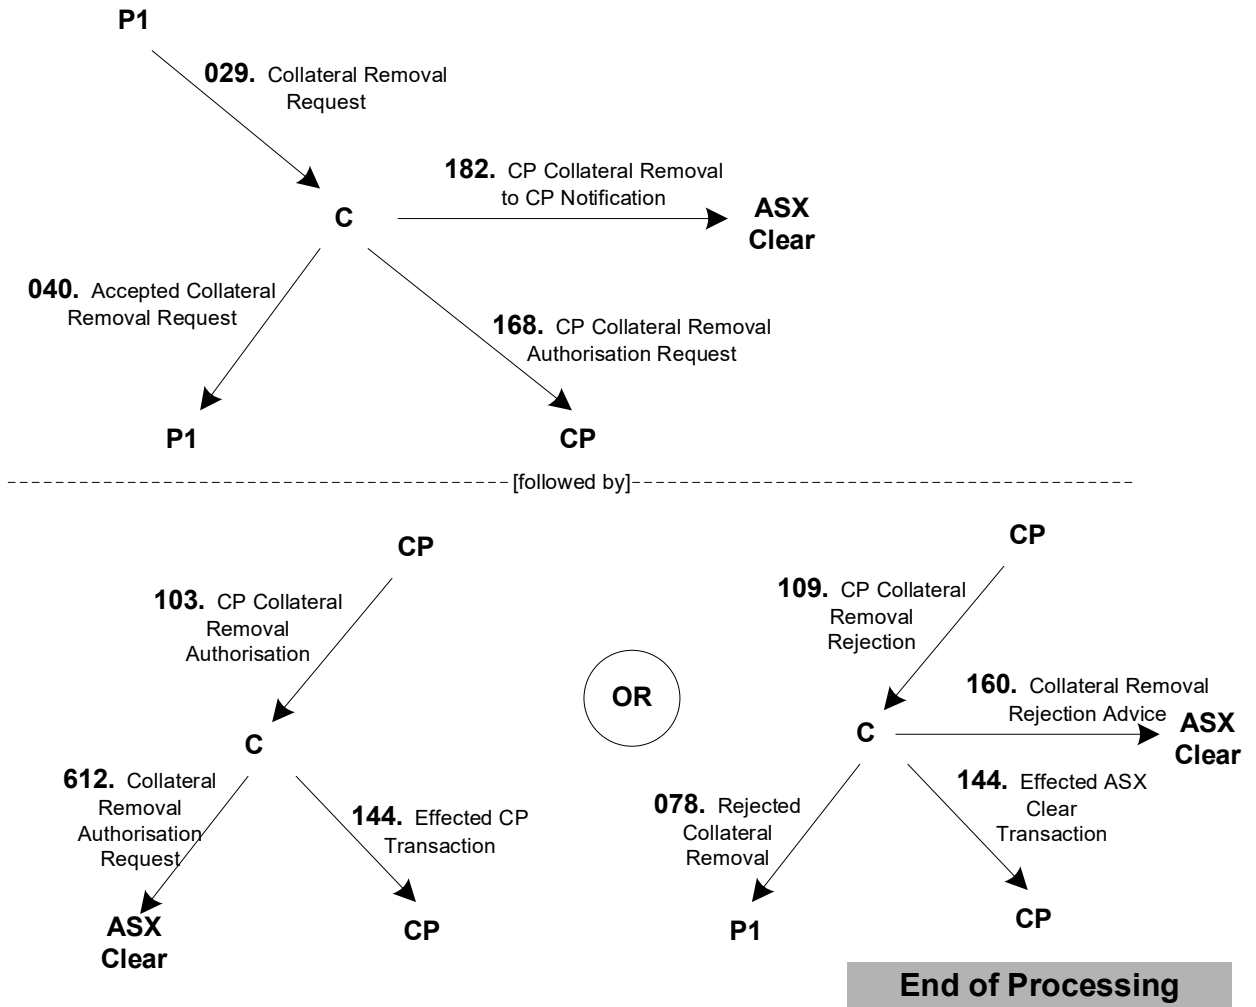 P1
029. Collateral Removal
Request
182. CP Collateral Removal
to CP Notification
C
ASX
Clear
040. Accepted Collateral
Removal Request
168. CP Collateral Removal
Authorisation Request
P1
CP
[followed by]
CP
103. CP Collateral
Removal
Authorisation
C
612. Collateral
Removal
Authorisation
Request
144. Effected CP
Transaction
ASX
Clear
CP
OR
CP
109. CP Collateral
Removal
Rejection
160. Collateral Removal
Rejection Advice
C
ASX
Clear
078. Rejected
Collateral
Removal
144. Effected ASX
Clear
Transaction
P1
CP
End of Processing